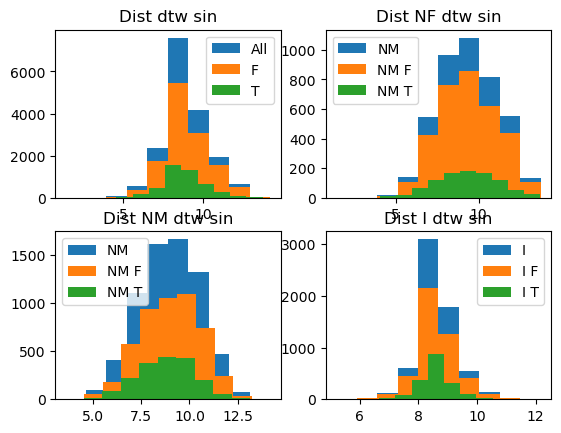 Dist dtw sin
All
F
T
0
2000
4000
6000
5
10
Dist NF dtw sin
NM
NM F
NM T
0
200
400
600
800
1000
5
10
Dist NM dtw sin
NM
NM F
NM T
0
500
1000
1500
5.0
7.5
10.0
12.5
Dist I dtw sin
I
I F
I T
0
1000
2000
3000
6
8
10
12